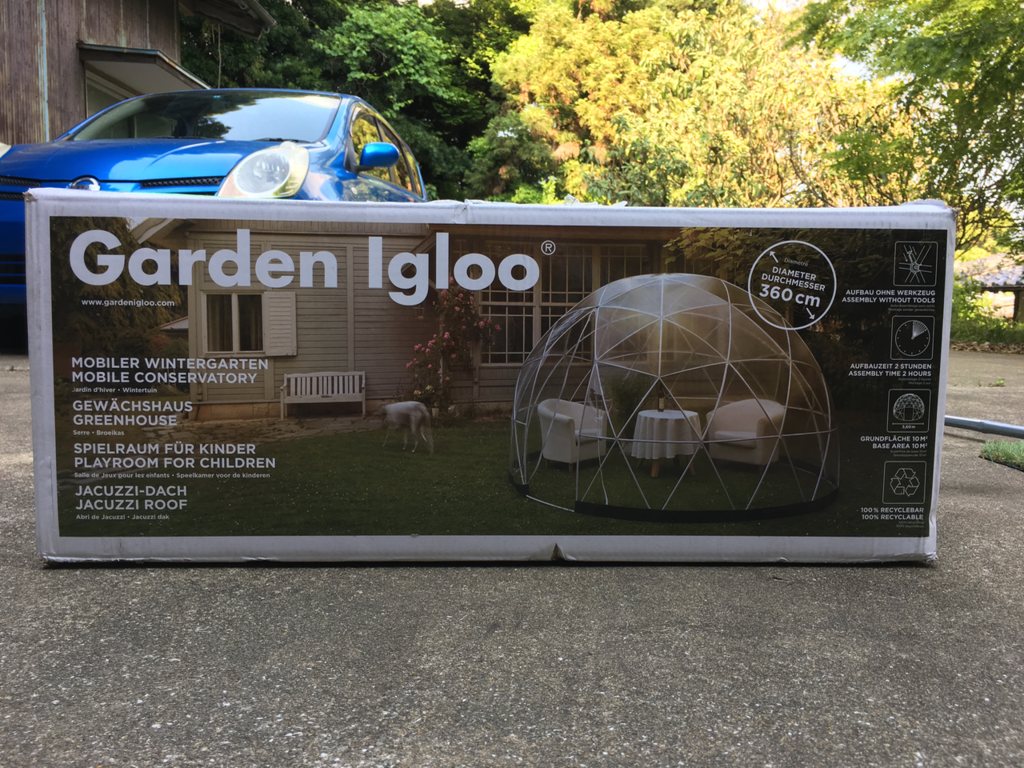 Garden Igloo®
www.gardenigloo.com
MOBILER WINTERGARTEN
MOBILE CONSERVATORY
Jardin d'hiver • Wintertuin
GEWÄCHSHAUS
GREENHOUSE
Serre • Broeikas
SPIELRAUM FÜR KINDER
PLAYROOM FOR CHILDREN
Salle de jeux pour les enfants • Speelkamer voor de kinderen
JACUZZI-DACH
JACUZZI ROOF
Abri de Jacuzzi • Jacuzzi dak
DIAMETER
DURCHMESSER
360 cm
AUFBAU OHNE WERKZEUG
ASSEMBLY WITHOUT TOOLS
AUFBAUZEIT 2 STUNDEN
ASSEMBLY TIME 2 HOURS
GRUNDFLÄCHE 10 M²
BASE AREA 10 M²
100 % RECYCLEBAR
100 % RECYCLABLE